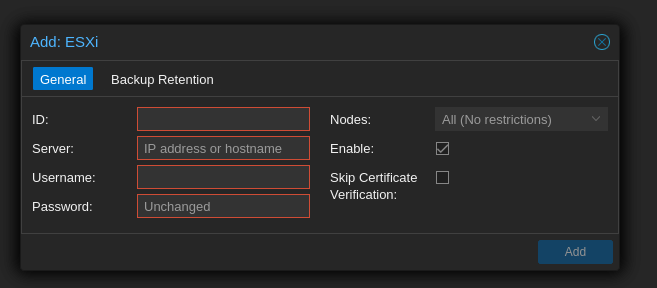 Add: ESXi
General Backup Retention
ID:
Server: IP address or hostname
Username:
Password: Unchanged
Nodes: All (No restrictions)
Enable:
Skip Certificate
Verification:
Add